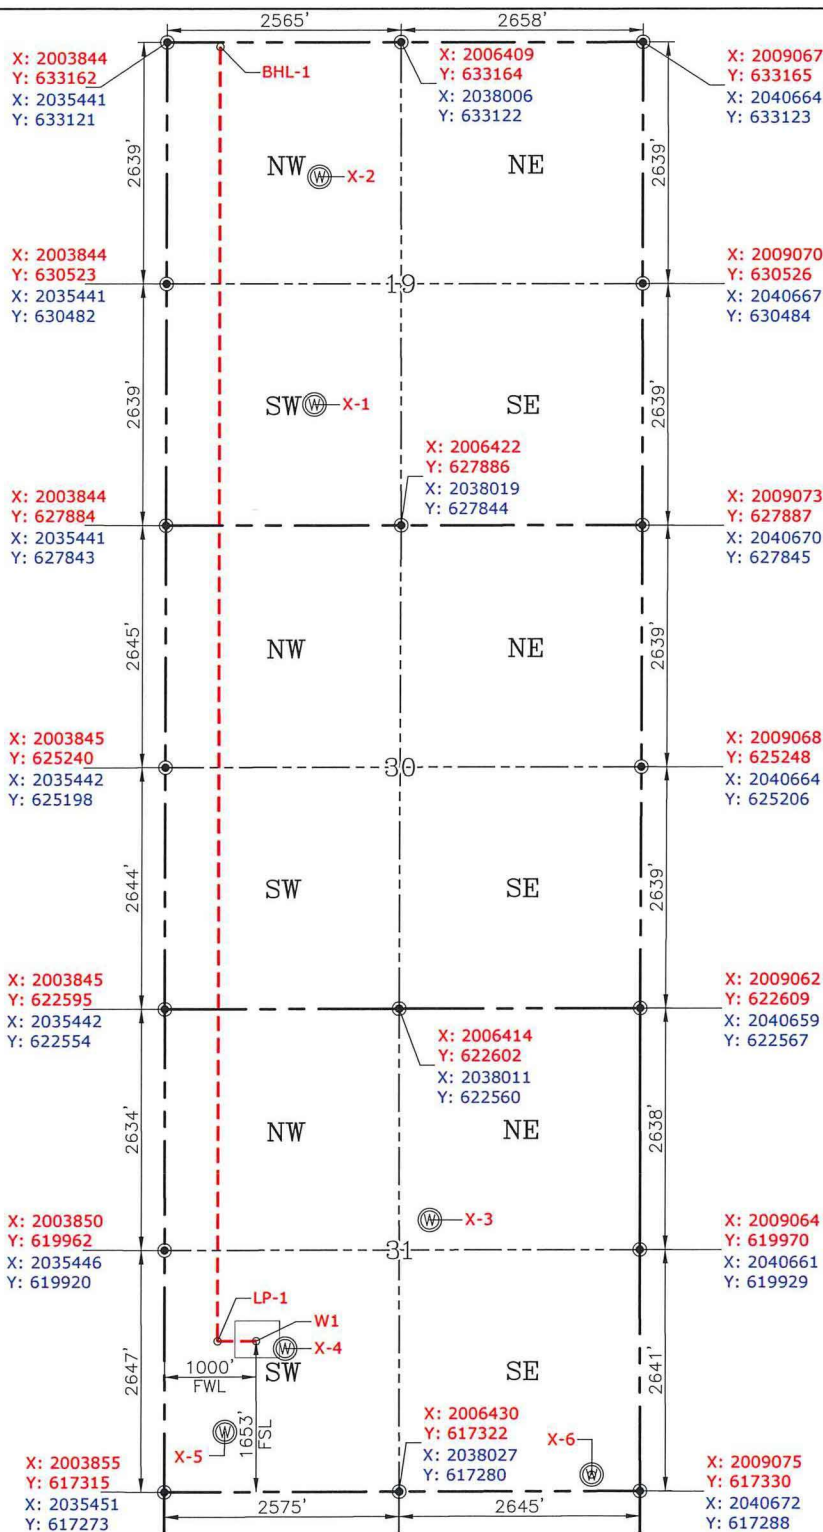 2565' 2658'
X: 2003844
Y: 633162
X: 2035441
Y: 633121
BHL-1
X: 2006409
Y: 633164
X: 2038006
Y: 633122
X: 2009067
Y: 633165
X: 2040664
Y: 633123
2639'
NW
X-2
NE
2639'
X: 2003844
Y: 630523
X: 2035441
Y: 630482
19
X: 2009070
Y: 630526
X: 2040667
Y: 630484
2639'
SW
X-1
SE
2639'
X: 2003844
Y: 627884
X: 2035441
Y: 627843
X: 2006422
Y: 627886
X: 2038019
Y: 627844
X: 2009073
Y: 627887
X: 2040670
Y: 627845
2645'
NW
NE
2639'
X: 2003845
Y: 625240
X: 2035442
Y: 625198
30
X: 2009068
Y: 625248
X: 2040664
Y: 625206
2644'
SW
SE
2639'
X: 2003845
Y: 622595
X: 2035442
Y: 622554
X: 2006414
Y: 622602
X: 2038011
Y: 622560
X: 2009062
Y: 622609
X: 2040659
Y: 622567
2634'
NW
NE
2638'
X-3
X: 2003850
Y: 619962
X: 2035446
Y: 619920
31
X: 2009064
Y: 619970
X: 2040661
Y: 619929
LP-1
W1
X-4
2647'
1000'
FWL
SW
SE
2641'
1653'
FSL
X-5
X-6
X: 2003855
Y: 617315
X: 2035451
Y: 617273
X: 2006430
Y: 617322
X: 2038027
Y: 617280
X: 2009075
Y: 617330
X: 2040672
Y: 617288
2575' 2645'
W
W
W
W
W
W